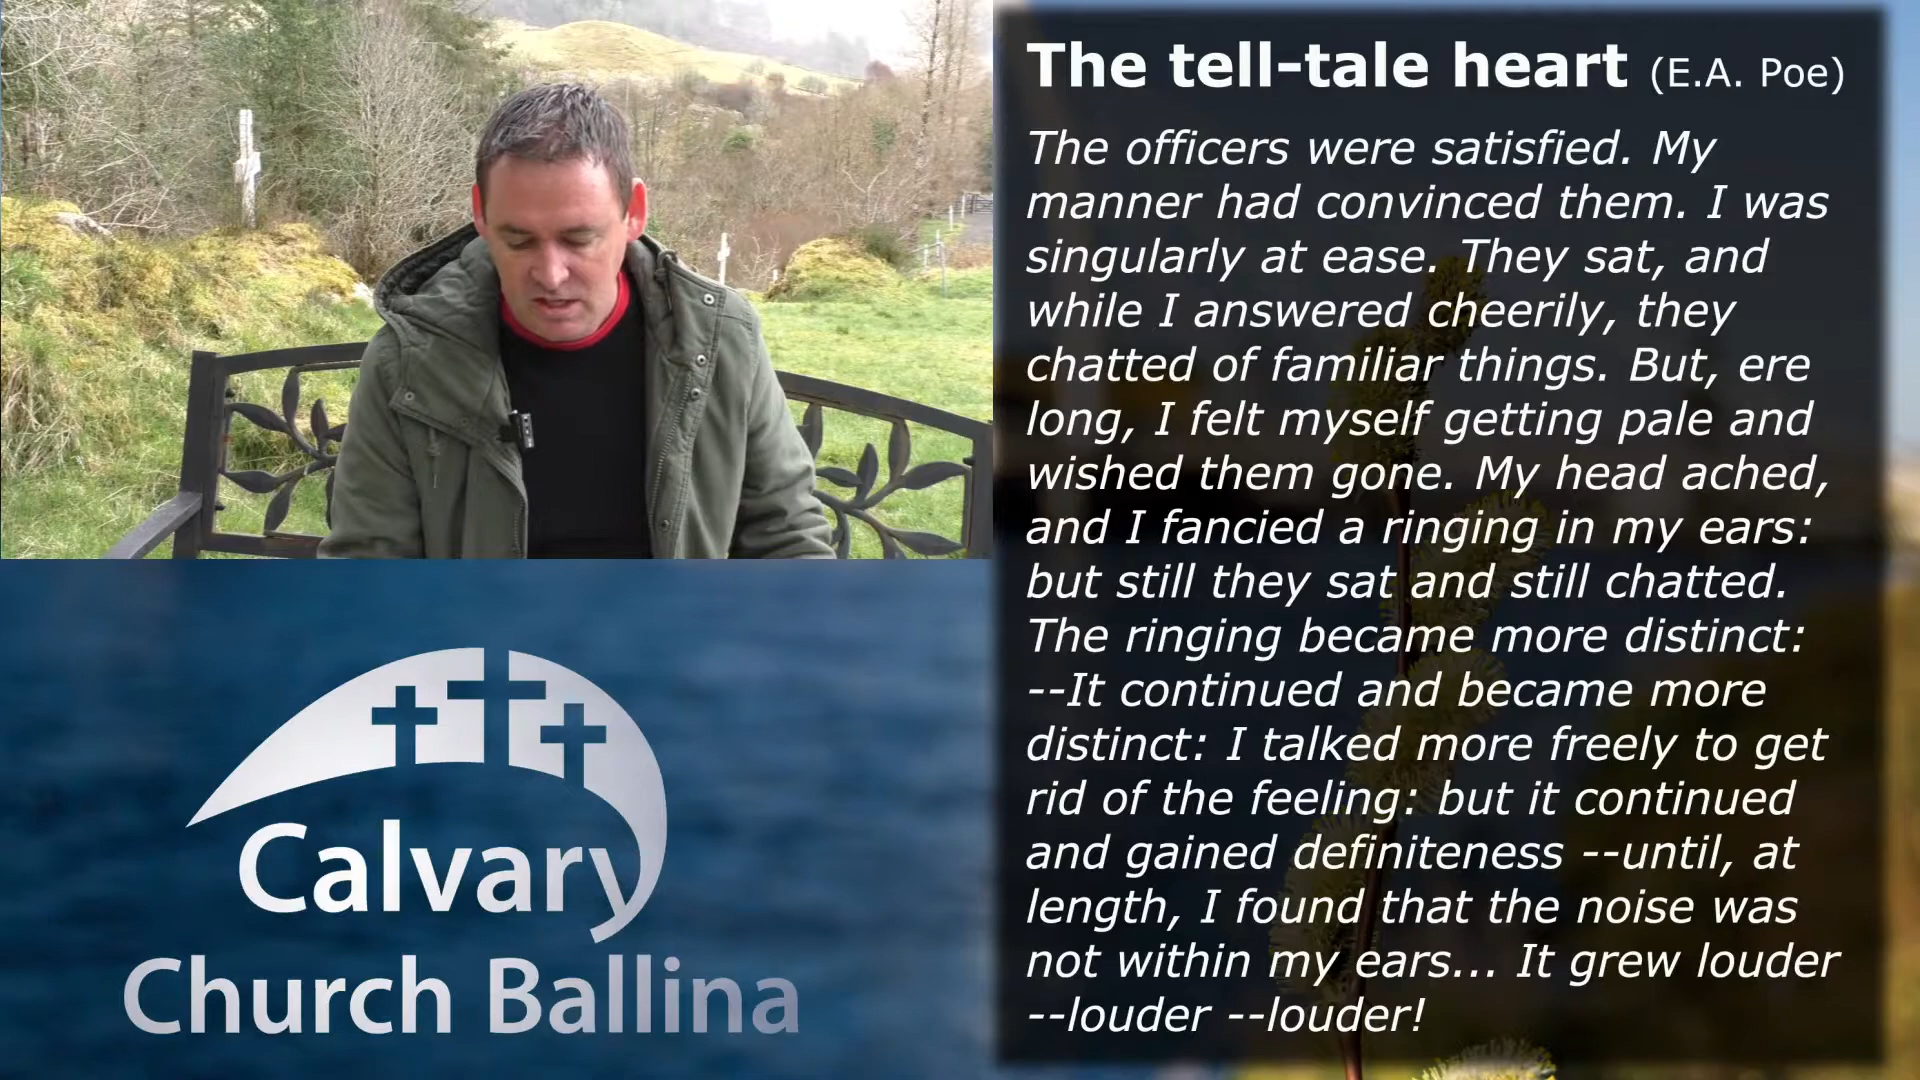 The tell-tale heart (E.A. Poe)
The officers were satisfied. My
manner had convinced them. I was
singularly at ease. They sat, and
while I answered cheerily, they
chatted of familiar things. But, ere
long, I felt myself getting pale and
wished them gone. My head ached,
and I fancied a ringing in my ears:
but still they sat and still chatted.
The ringing became more distinct:
--It continued and became more
distinct: I talked more freely to get
rid of the feeling: but it continued
and gained definiteness --until, at
length, I found that the noise was
not within my ears... It grew louder
--louder --louder!
Calvary
Church Ballina